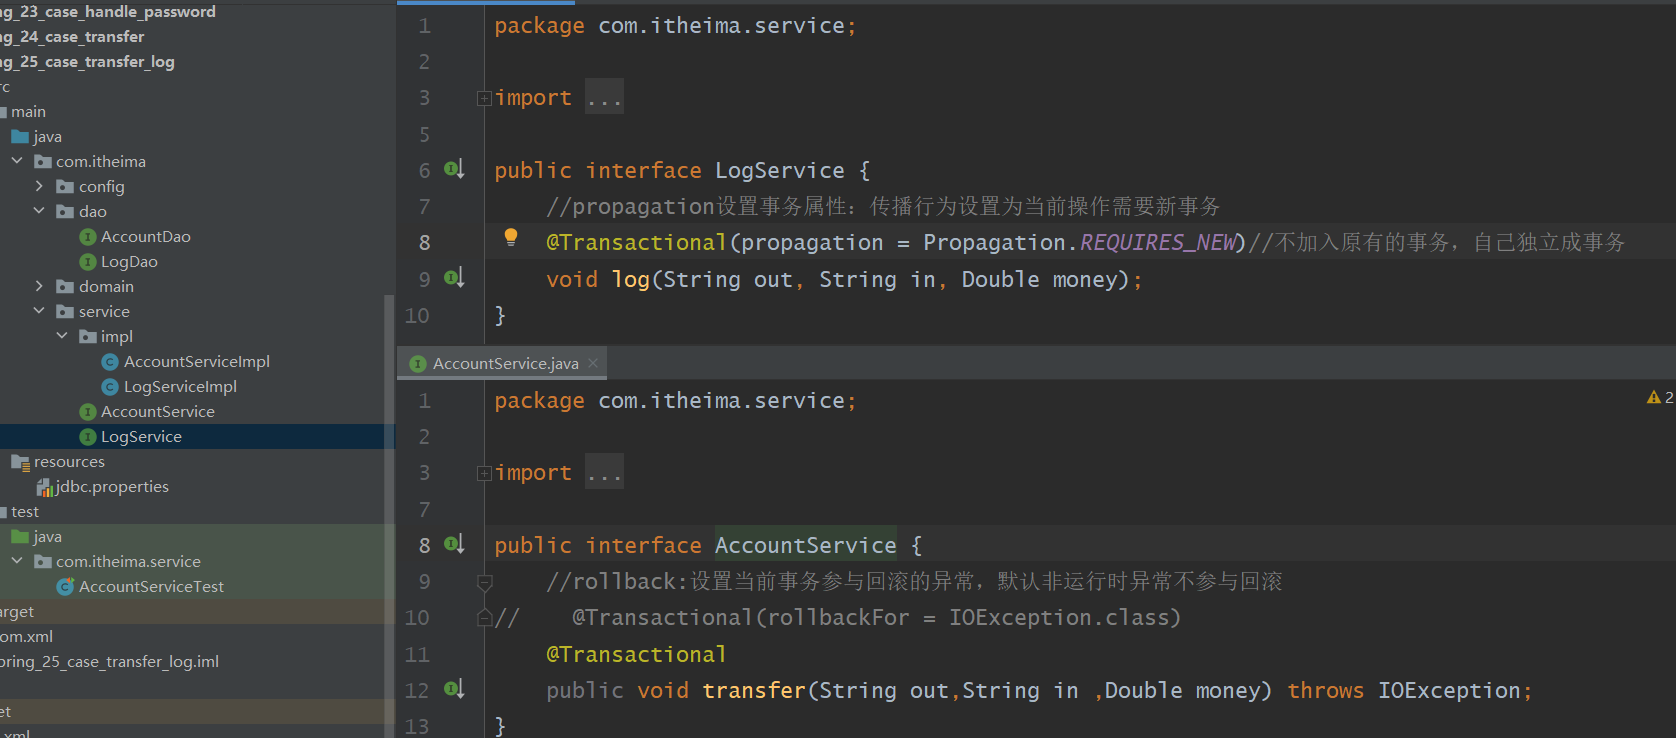 ng_23_case_handle_password
ng_24_case_transfer
ng_25_case_transfer_log
rc
main
java
com.itheima
config
dao
AccountDao
LogDao
domain
service
impl
AccountServiceImpl
LogServiceImpl
AccountService
LogService
resources
jdbc.properties
test
java
com.itheima.service
AccountServiceTest
arget
om.xml
pring_25_case_transfer_log.iml
et
.xml
1 package com.itheima.service;
2
3 import ...
5
6 public interface LogService {
7 //propagation设置事务属性：传播行为设置为当前操作需要新事务
8 @Transactional(propagation = Propagation.REQUIRES_NEW)//不加入原有的事务，自己独立成事务
9 void log(String out, String in, Double money);
10 }
AccountService.java
1 package com.itheima.service;
2
2
3 import ...
7
8 public interface AccountService {
9 //rollback:设置当前事务参与回滚的异常，默认非运行时异常不参与回滚
10 // @Transactional(rollbackFor = IOException.class)
11 @Transactional
12 public void transfer(String out,String in ,Double money) throws IOException;
13 }